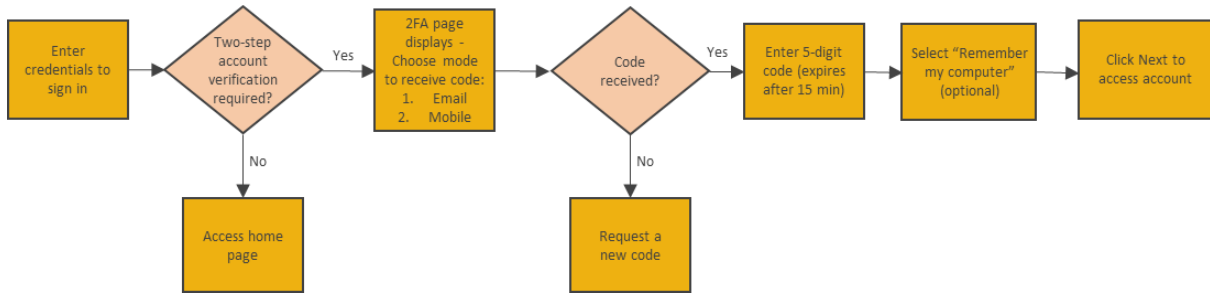 Enter
credentials to
sign in
Two-step
account
verification
required?
Yes
2FA page
displays -
Choose mode
to receive code:
1. Email
2. Mobile
Code
received?
Yes
Enter 5-digit
code (expires
after 15 min)
Select “Remember
my computer”
(optional)
Click Next to
access account
No
No
Access home
page
Request a
new code